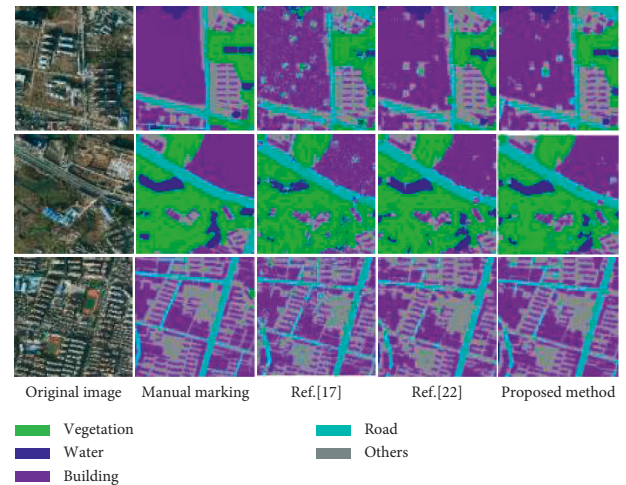 Original image Manual marking Ref.[17] Ref.[22] Proposed method
Vegetation Road
Water Others
Building